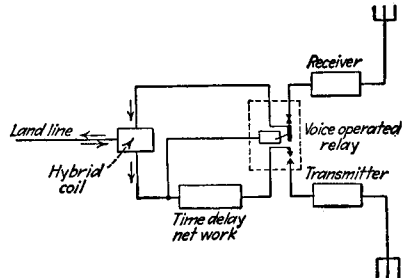 Receiver
Land line
Voice operated
relay
Hybrid
coil
Transmitter
Time delay
net work